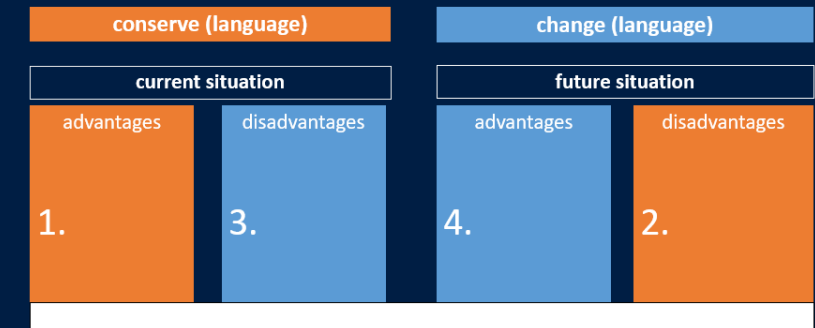 conserve (language)
change (language)
current situation
future situation
advantages
disadvantages
advantages
disadvantages
1.
3.
4.
2.